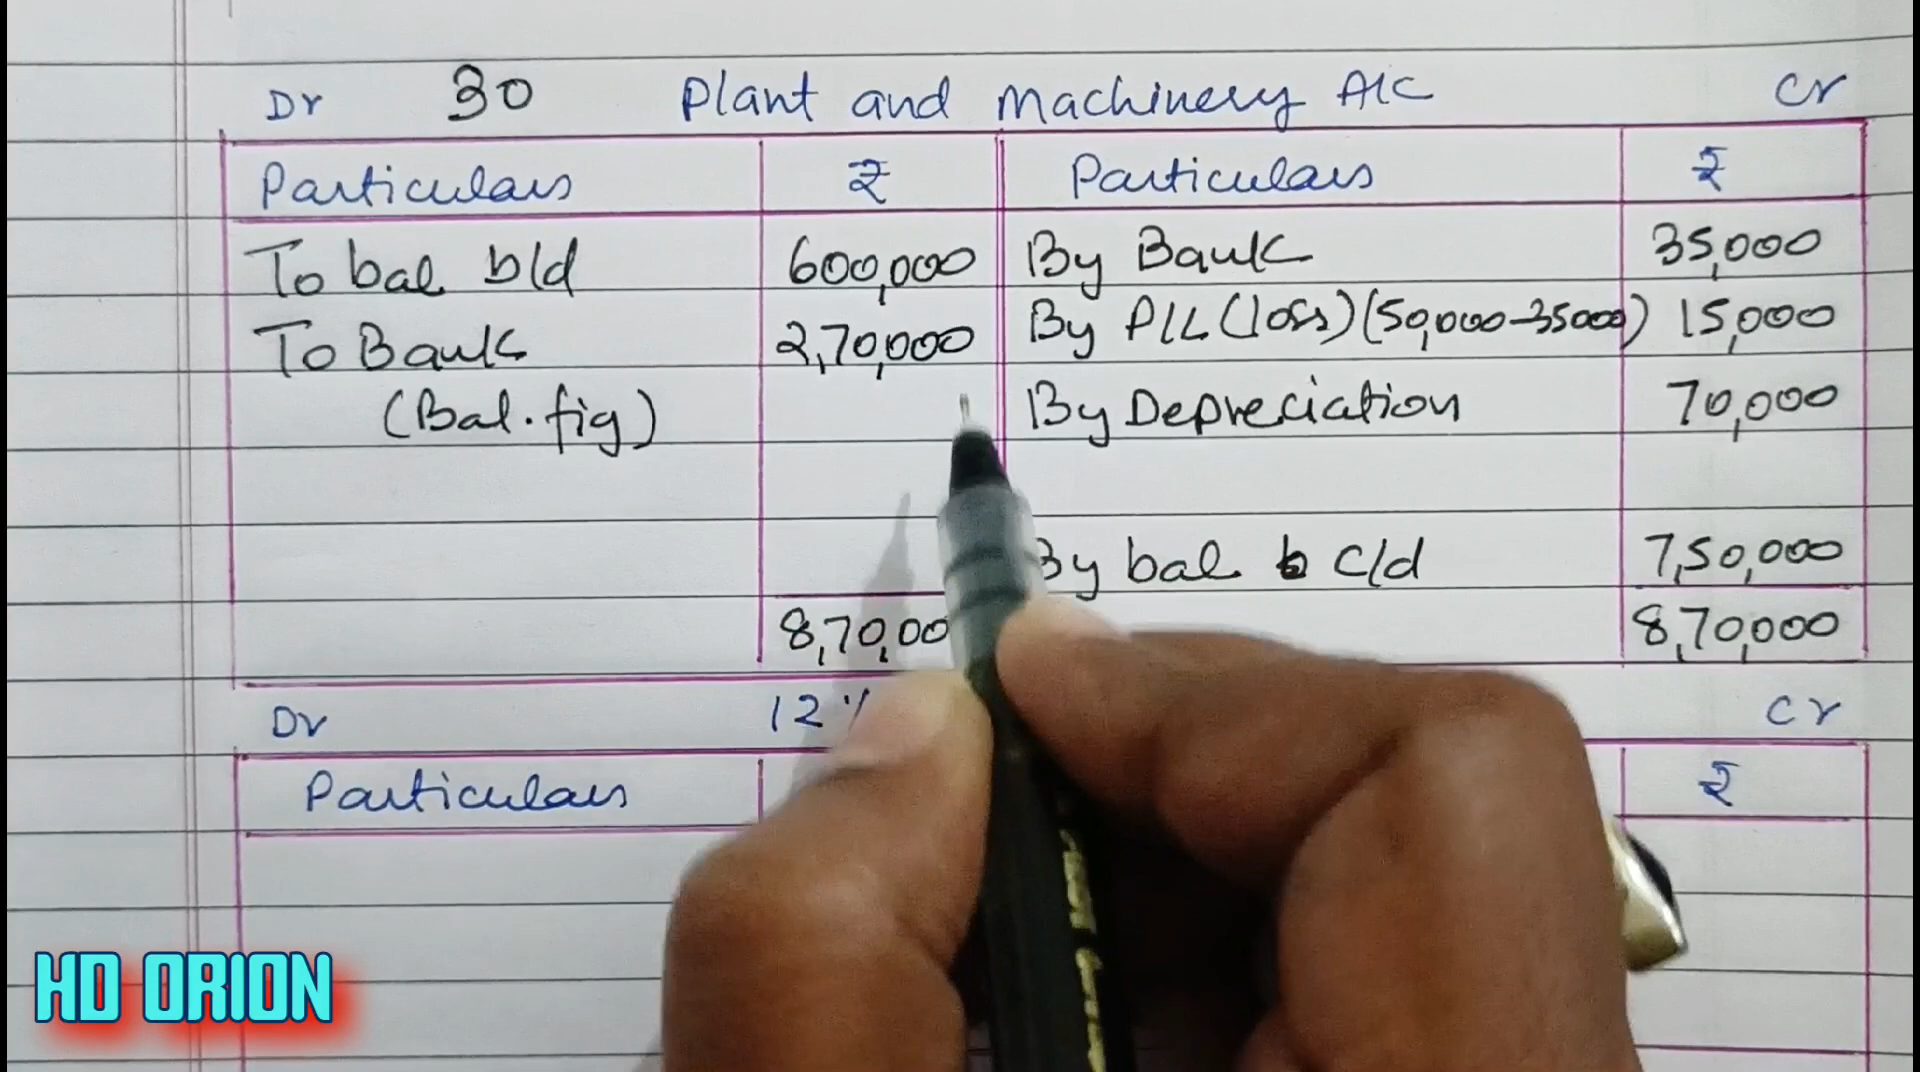 Dr 30 Plant and Machinery A/C Cr
Particulars ₹ Particulars ₹
To bal b/d 600,000 By Bank 35,000
To Bank 2,70,000 By P/L (loss) (50,000-35000) 15,000
(Bal. fig) By Depreciation 70,000
By bal c/d 7,50,000
8,70,00 8,70,000
Dr 12% Cr
Particulars ₹
HD ORION